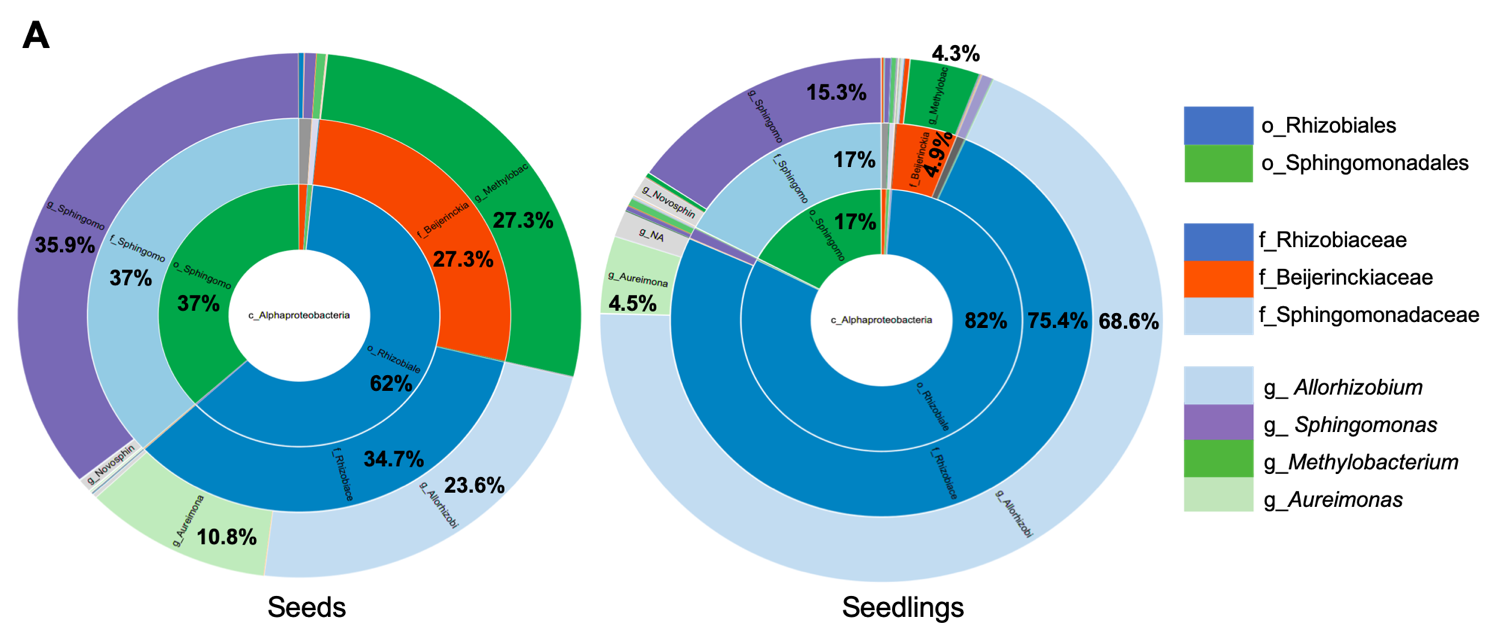 A
g_Sphingomo
35.9%
f_Sphingomo
37%
o_Sphingomo
37%
c_Alphaproteobacteria
o_Rhizobiale
62%
f_Beijerinckia
27.3%
g_Methylobac
27.3%
f_Rhizobiace
34.7%
g_Allorhizobi
23.6%
g_Aureimona
10.8%
g_Novosphin
Seeds
4.3%
g_Methylobac
g_Sphingomo
15.3%
f_Sphingomo
17%
o_Sphingomo
17%
f_Beijerinckia
4.9%
g_Novosphin
g_NA
g_Aureimona
4.5%
c_Alphaproteobacteria
82%
75.4%
68.6%
o_Rhizobiale
f_Rhizobiace
g_Allorhizobi
Seedlings
o_Rhizobiales
o_Sphingomonadales
f_Rhizobiaceae
f_Beijerinckiaceae
f_Sphingomonadaceae
g_ Allorhizobium
g_ Sphingomonas
g_Methylobacterium
g_Aureimonas